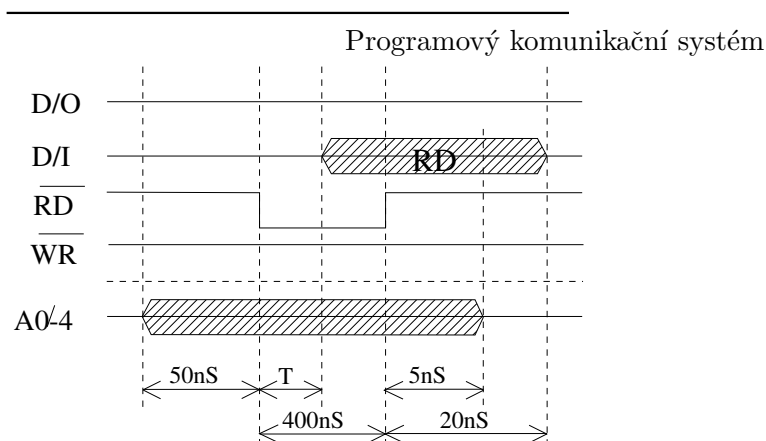 Programový komunikační systém
D/O
D/I
RD
RD
WR
A0-4
50nS
T
5nS
400nS
20nS